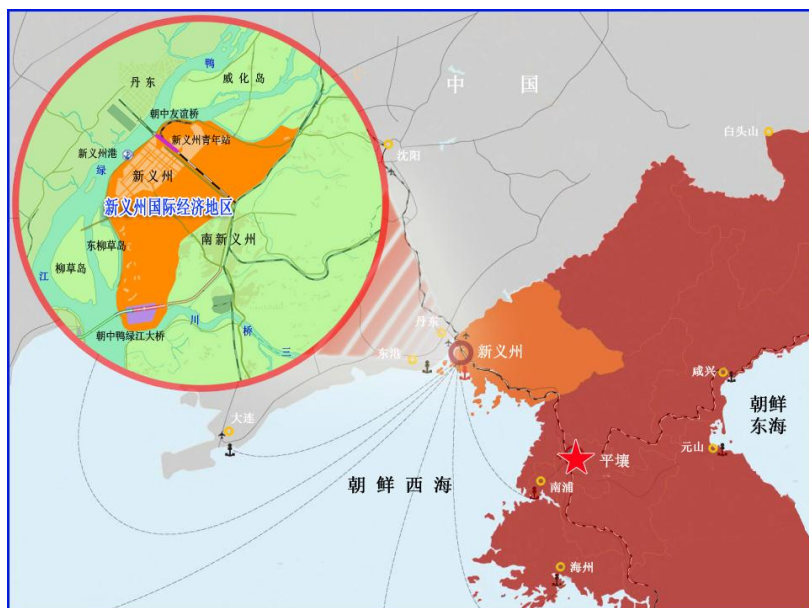 鸭
丹东
威化岛
朝中友谊桥
新义州青年站
新义州港
绿
新义州
新义州国际经济地区
南新义州
东柳草岛
柳草岛
江
川
桥
三
朝中鸭绿江大桥
中国
白头山
沈阳
丹东
东港
新义州
大连
咸兴
朝鲜
东海
元山
平壤
朝鲜西海
南浦
海州